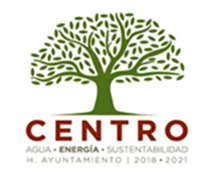 CENTRO
AGUA • ENERGÍA • SUSTENTABILIDAD
H. AYUNTAMIENTO | 2018 • 2021